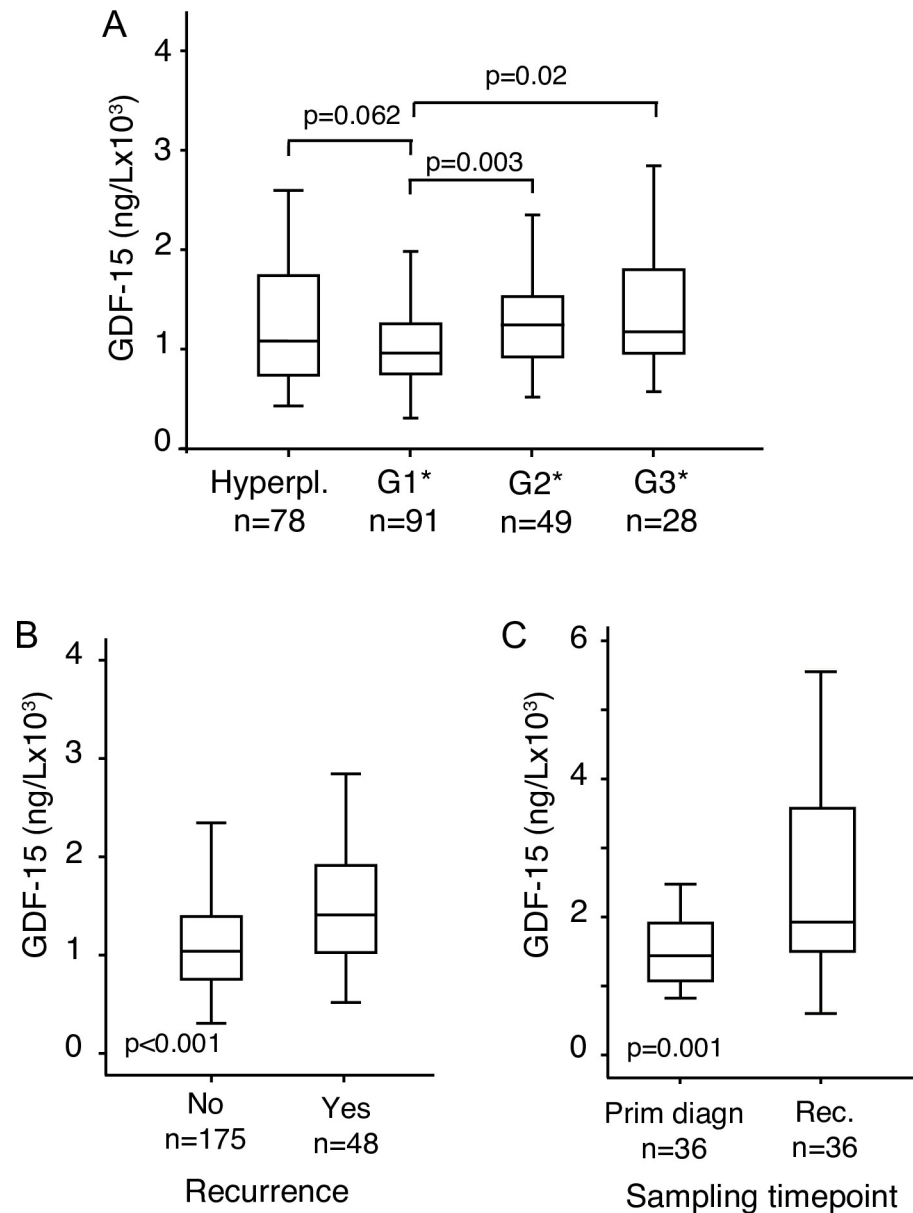 A
GDF-15 (ng/Lx10³)
4
3
2
1
0
p=0.02
p=0.062
p=0.003
Hyperpl. G1* G2* G3*
n=78 n=91 n=49 n=28
B
GDF-15 (ng/Lx10³)
4
3
2
1
0
p<0.001
No Yes
n=175 n=48
Recurrence
C
GDF-15 (ng/Lx10³)
6
4
2
0
p=0.001
Prim diagn Rec.
n=36 n=36
Sampling timepoint